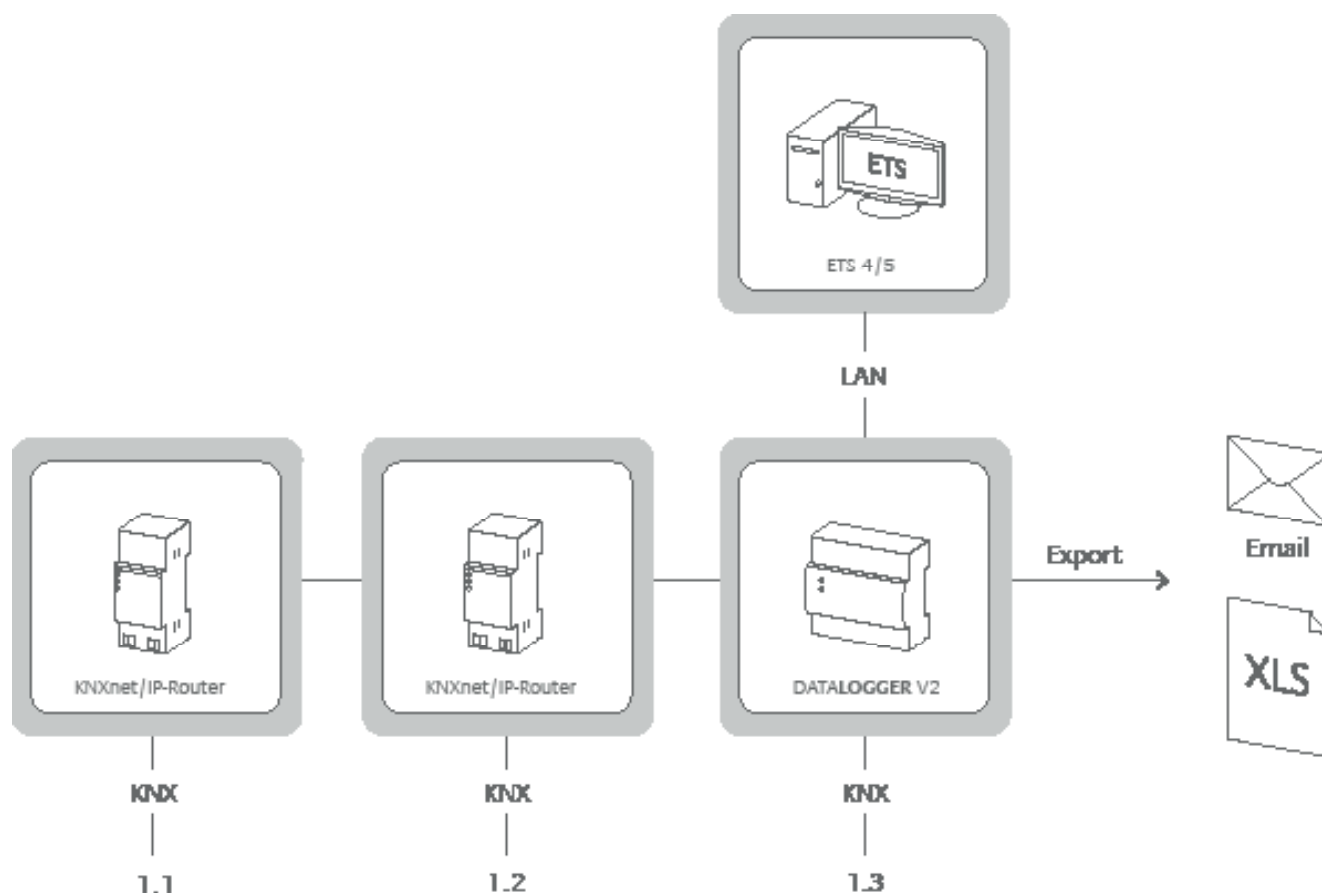 ETS
ETS 4/5
LAN
KNXnet/IP-Router
KNXnet/IP-Router
DATALOGGER V2
Export
Email
XLS
KNX
KNX
KNX
1.1
1.2
1.3